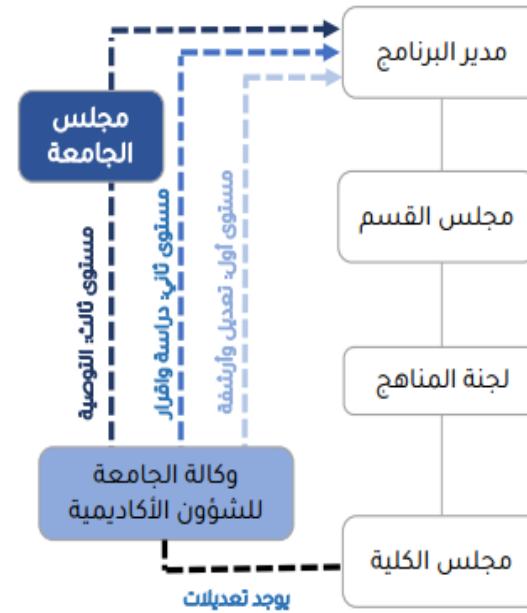 مدير البرنامج
مجلس
الجامعة
مجلس القسم
مستوى أول: تعديل وأرشفة
مستوى ثاني: دراسة واقرار
مستوى ثالث: التوصية
لجنة المناهج
وكالة الجامعة
للشؤون الأكاديمية
مجلس الكلية
يوجد تعديلات